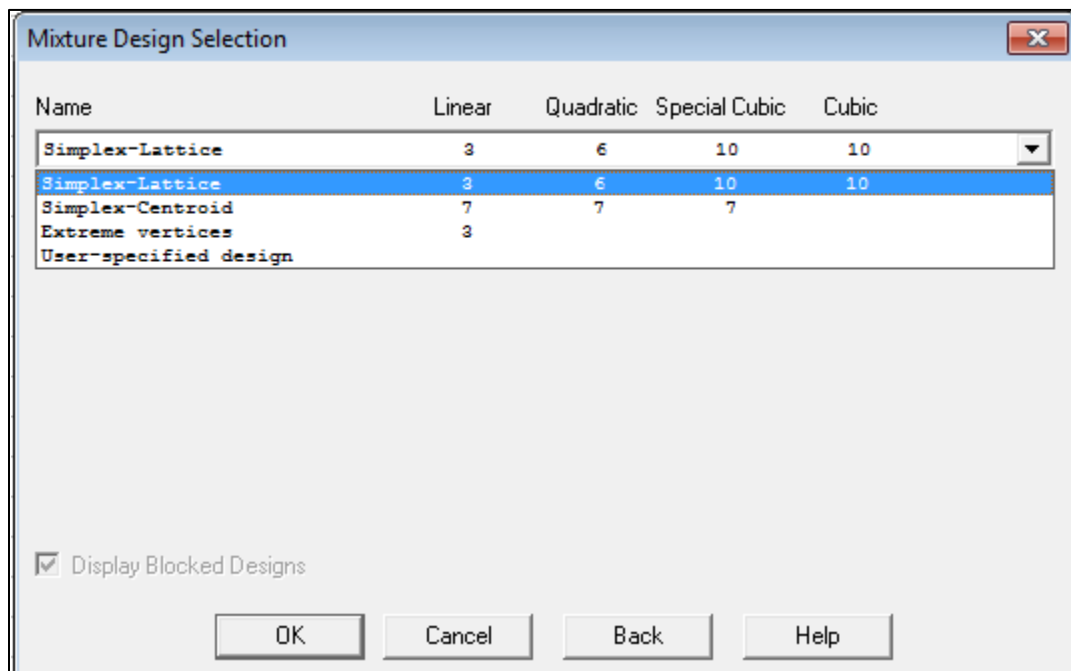 Mixture Design Selection
Name Linear Quadratic Special Cubic Cubic
Simplex-Lattice 3 6 10 10
Simplex-Lattice 3 6 10 10
Simplex-Centroid 7 7 7
Extreme vertices 3
User-specified design
Display Blocked Designs
OK Cancel Back Help